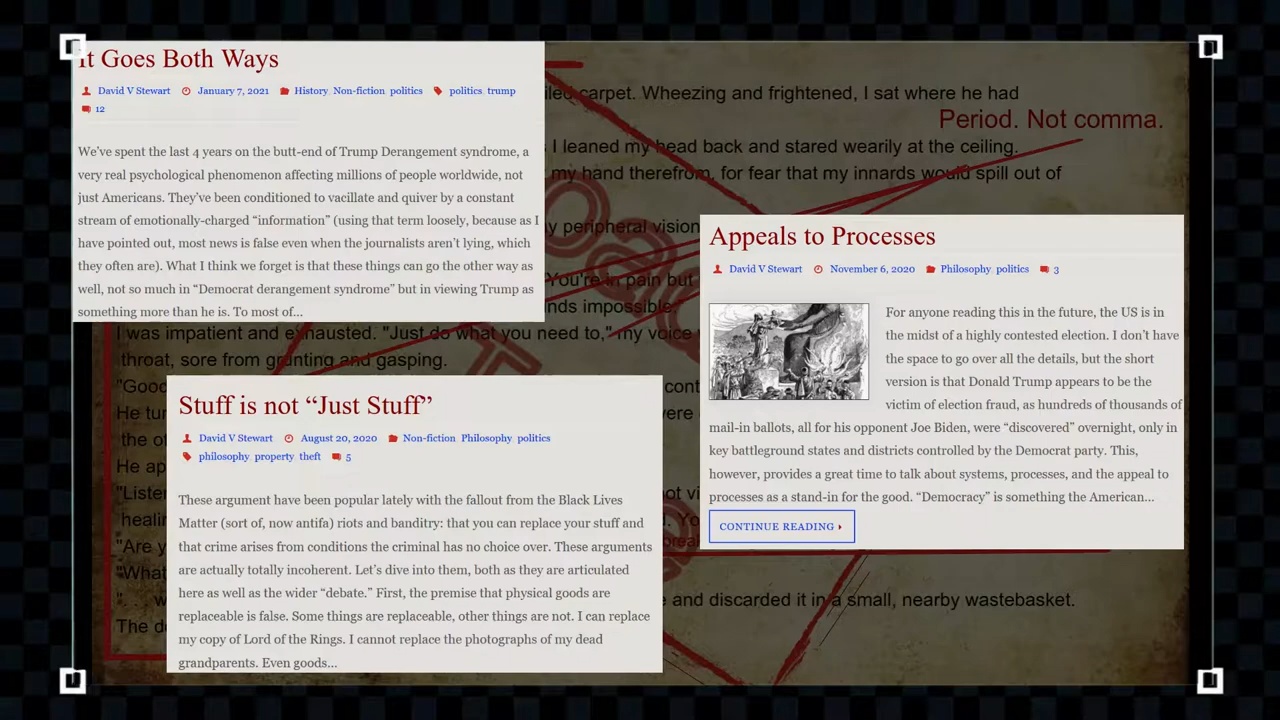 It Goes Both Ways
David V Stewart January 7, 2021 History Non-fiction politics politics trump
12
We've spent the last 4 years on the butt-end of Trump Derangement syndrome, a
very real psychological phenomenon affecting millions of people worldwide, not
just Americans. They've been conditioned to vacillate and quiver by a constant
stream of emotionally-charged "information" (using that term loosely, because as I
have pointed out, most news is false even when the journalists aren't lying, which
they often are). What I think we forget is that these things can go the other way as
well, not so much in "Democrat derangement syndrome" but in viewing Trump as
something more than he is. To most of...
carpet. Wheezing and frightened, I sat where he had
Period. Not comma.
I leaned my head back and stared wearily at the ceiling.
my hand therefrom, for fear that my innards would spill out of
peripheral vision
"You're in pain but
impossible."
I was impatient and exhausted. "Just do what you need to," my voice
throat, sore from grunting and gasping.
Appeals to Processes
David V Stewart November 6, 2020 Philosophy politics 3
For anyone reading this in the future, the US is in
the midst of a highly contested election. I don't have
the space to go over all the details, but the short
version is that Donald Trump appears to be the
victim of election fraud, as hundreds of thousands of
mail-in ballots, all for his opponent Joe Biden, were "discovered" overnight, only in
key battleground states and districts controlled by the Democrat party. This,
however, provides a great time to talk about systems, processes, and the appeal to
processes as a stand-in for the good. "Democracy" is something the American...
CONTINUE READING
"Good
He
the
He
"Listen
"Are
"What
The
Stuff is not "Just Stuff"
David V Stewart August 20, 2020 Non-fiction Philosophy politics
philosophy property theft 5
These argument have been popular lately with the fallout from the Black Lives
Matter (sort of, now antifa) riots and banditry: that you can replace your stuff and
that crime arises from conditions the criminal has no choice over. These arguments
are actually totally incoherent. Let's dive into them, both as they are articulated
here as well as the wider "debate." First, the premise that physical goods are
replaceable is false. Some things are replaceable, other things are not. I can replace
my copy of Lord of the Rings. I cannot replace the photographs of my dead
grandparents. Even goods...
and discarded it in a small, nearby wastebasket.